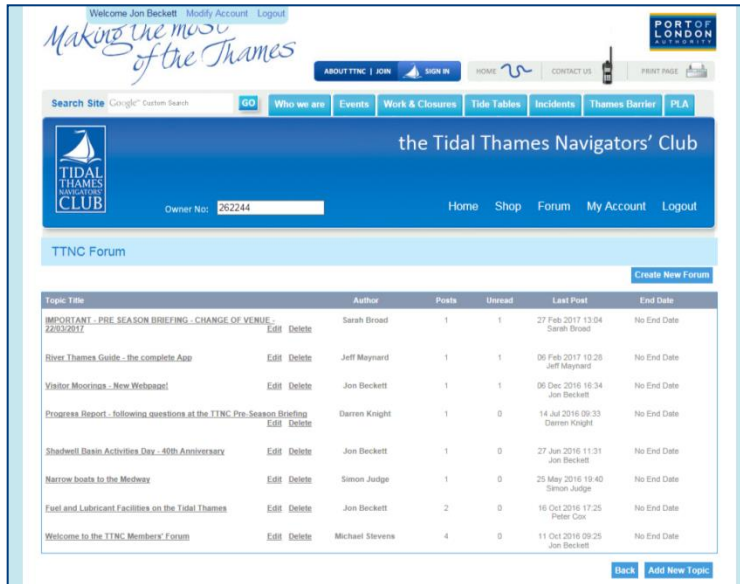 Welcome Jon Beckett Modify Account Logout
Making the most
of the Thames
PORT OF
LONDON
AUTHORITY
ABOUT TTNC | JOIN SIGN IN HOME CONTACT US PRINT PAGE
Search Site Google™ Custom Search GO Who we are Events Work & Closures Tide Tables Incidents Thames Barrier PLA
the Tidal Thames Navigators' Club
TIDAL
THAMES
NAVIGATORS'
CLUB
Owner No: 262244 Home Shop Forum My Account Logout
TTNC Forum
Create New Forum
Topic Title Author Posts Unread Last Post End Date
IMPORTANT - PRE SEASON BRIEFING - CHANGE OF VENUE - Sarah Broad 1 1 27 Feb 2017 13:04 No End Date
22/03/2017 Edit Delete Sarah Broad
River Thames Guide - the complete App Edit Delete Jeff Maynard 1 1 06 Feb 2017 10:28 No End Date
Jeff Maynard
Visitor Moorings - New Webpage! Edit Delete Jon Beckett 1 1 06 Dec 2016 16:34 No End Date
Jon Beckett
Progress Report - following questions at the TTNC Pre-Season Briefing Darren Knight 1 0 14 Jul 2016 09:33 No End Date
Edit Delete Darren Knight
Shadwell Basin Activities Day - 40th Anniversary Edit Delete Jon Beckett 1 0 27 Jun 2016 11:31 No End Date
Jon Beckett
Narrow boats to the Medway Edit Delete Simon Judge 1 0 25 May 2016 19:40 No End Date
Simon Judge
Fuel and Lubricant Facilities on the Tidal Thames Edit Delete Jon Beckett 2 0 16 Oct 2016 17:25 No End Date
Peter Cox
Welcome to the TTNC Members' Forum Edit Delete Michael Stevens 4 0 11 Oct 2016 09:25 No End Date
Jon Beckett
Back Add New Topic